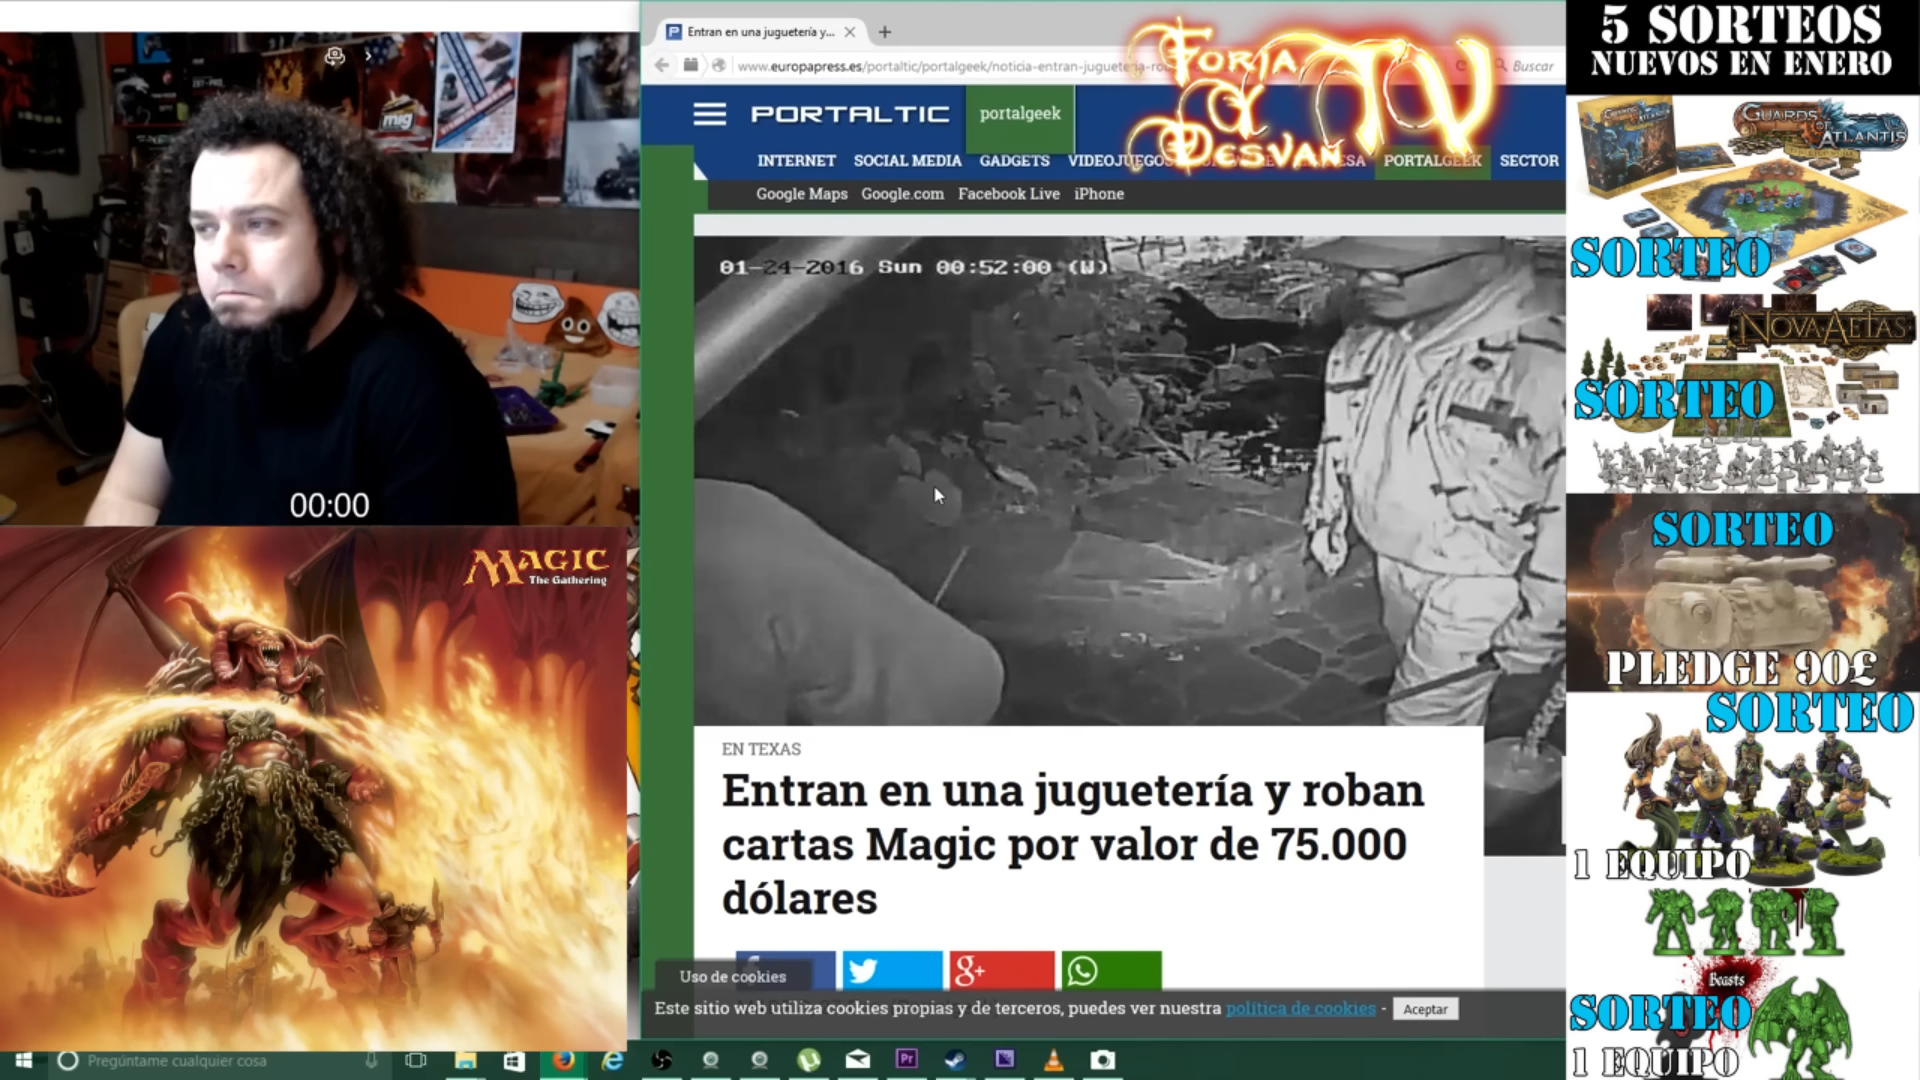 mig
00:00
MAGIC
The Gathering
Entran en una juguetería y...
www.europapress.es/portaltic/portalgeek/noticia-entran-jugueteria-ro
Buscar
FORJA
Y
DESVAN
TV
PORTALTIC
portalgeek
INTERNET SOCIAL MEDIA GADGETS VIDEOJUEGOS PORTALGEEK SECTOR
Google Maps Google.com Facebook Live iPhone
01-24-2016 Sun 00:52:00 (W)
EN TEXAS
Entran en una juguetería y roban
cartas Magic por valor de 75.000
dólares
g+
Uso de cookies
Este sitio web utiliza cookies propias y de terceros, puedes ver nuestra política de cookies - Aceptar
Pregúntame cualquier cosa
Pr
5 SORTEOS
NUEVOS EN ENERO
GUARDS
OF
ATLANTIS
SORTEO
NOVA AETAS
SORTEO
SORTEO
PLEDGE 90£
SORTEO
1 EQUIPO
Beasts
SORTEO
1 EQUIPO